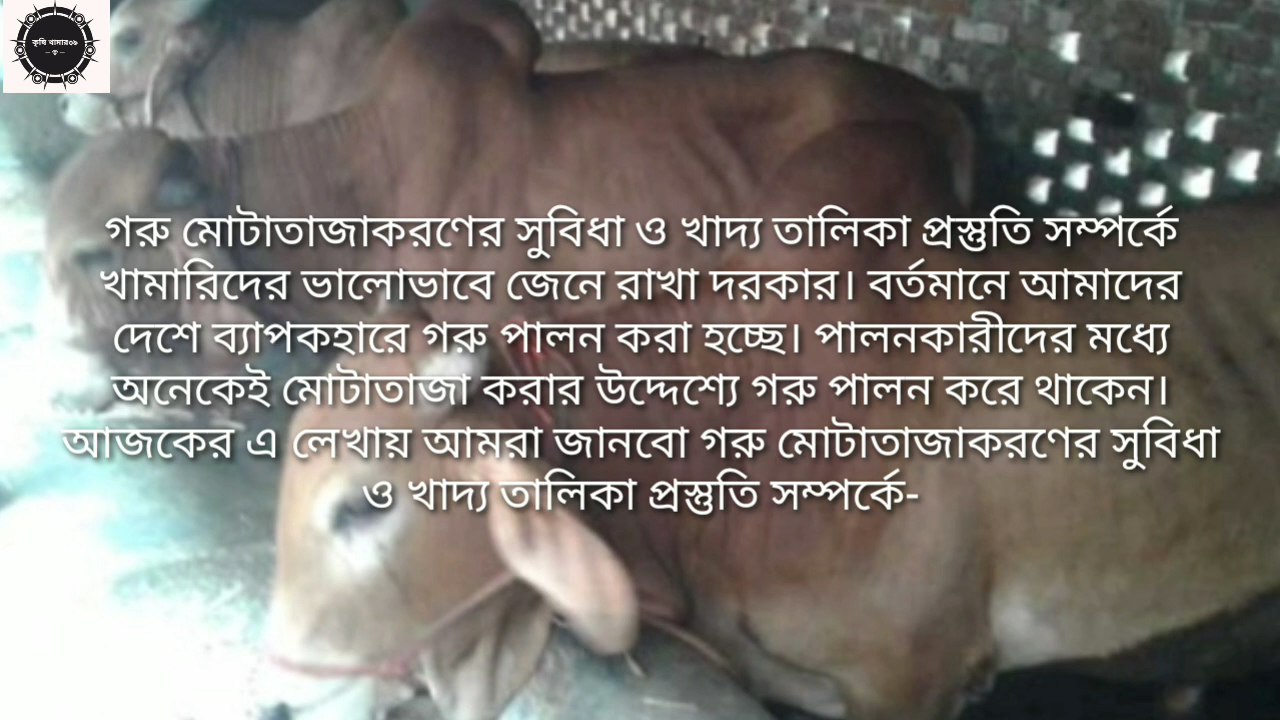 কৃষি খামার৩৯
গরু মোটাতাজাকরণের সুবিধা ও খাদ্য তালিকা প্রস্তুতি সম্পর্কে
খামারিদের ভালোভাবে জেনে রাখা দরকার। বর্তমানে আমাদের
দেশে ব্যাপকহারে গরু পালন করা হচ্ছে। পালনকারীদের মধ্যে
অনেকেই মোটাতাজা করার উদ্দেশ্যে গরু পালন করে থাকেন।
আজকের এ লেখায় আমরা জানবো গরু মোটাতাজাকরণের সুবিধা
ও খাদ্য তালিকা প্রস্তুতি সম্পর্কে-